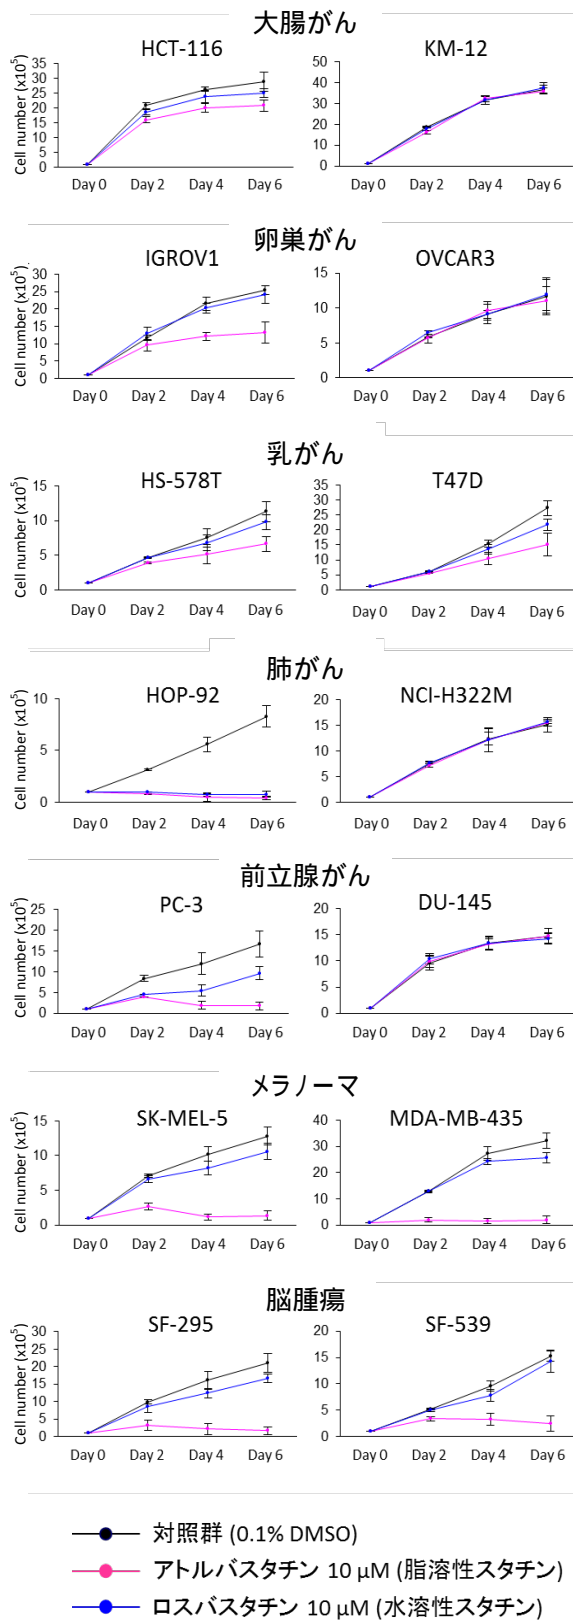 大腸がん
HCT-116 KM-12
Cell number (x10⁵)
35 30 25 20 15 10 5 0
50 40 30 20 10 0
Day 0 Day 2 Day 4 Day 6 Day 0 Day 2 Day 4 Day 6
卵巣がん
IGROV1 OVCAR3
Cell number (x10⁵)
30 25 20 15 10 5 0
15 10 5 0
Day 0 Day 2 Day 4 Day 6 Day 0 Day 2 Day 4 Day 6
乳がん
HS-578T T47D
Cell number (x10⁵)
15 10 5 0
35 30 25 20 15 10 5 0
Day 0 Day 2 Day 4 Day 6 Day 0 Day 2 Day 4 Day 6
肺がん
HOP-92 NCI-H322M
Cell number (x10⁵)
10 5 0
20 15 10 5 0
Day 0 Day 2 Day 4 Day 6 Day 0 Day 2 Day 4 Day 6
前立腺がん
PC-3 DU-145
Cell number (x10⁵)
25 20 15 10 5 0
20 15 10 5 0
Day 0 Day 2 Day 4 Day 6 Day 0 Day 2 Day 4 Day 6
メラノーマ
SK-MEL-5 MDA-MB-435
Cell number (x10⁵)
15 10 5 0
40 30 20 10 0
Day 0 Day 2 Day 4 Day 6 Day 0 Day 2 Day 4 Day 6
脳腫瘍
SF-295 SF-539
Cell number (x10⁵)
30 25 20 15 10 5 0
20 15 10 5 0
Day 0 Day 2 Day 4 Day 6 Day 0 Day 2 Day 4 Day 6
対照群 (0.1% DMSO)
アトルバスタチン 10 μM (脂溶性スタチン)
ロスバスタチン 10 μM (水溶性スタチン)